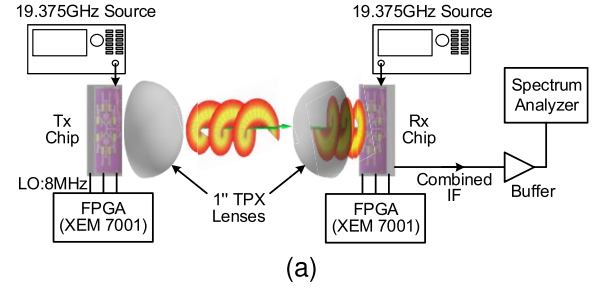 19.375GHz Source
19.375GHz Source
Tx
Chip
Rx
Chip
Spectrum
Analyzer
LO:8MHz
1" TPX
Lenses
Combined
IF
Buffer
FPGA
(XEM 7001)
FPGA
(XEM 7001)
(a)